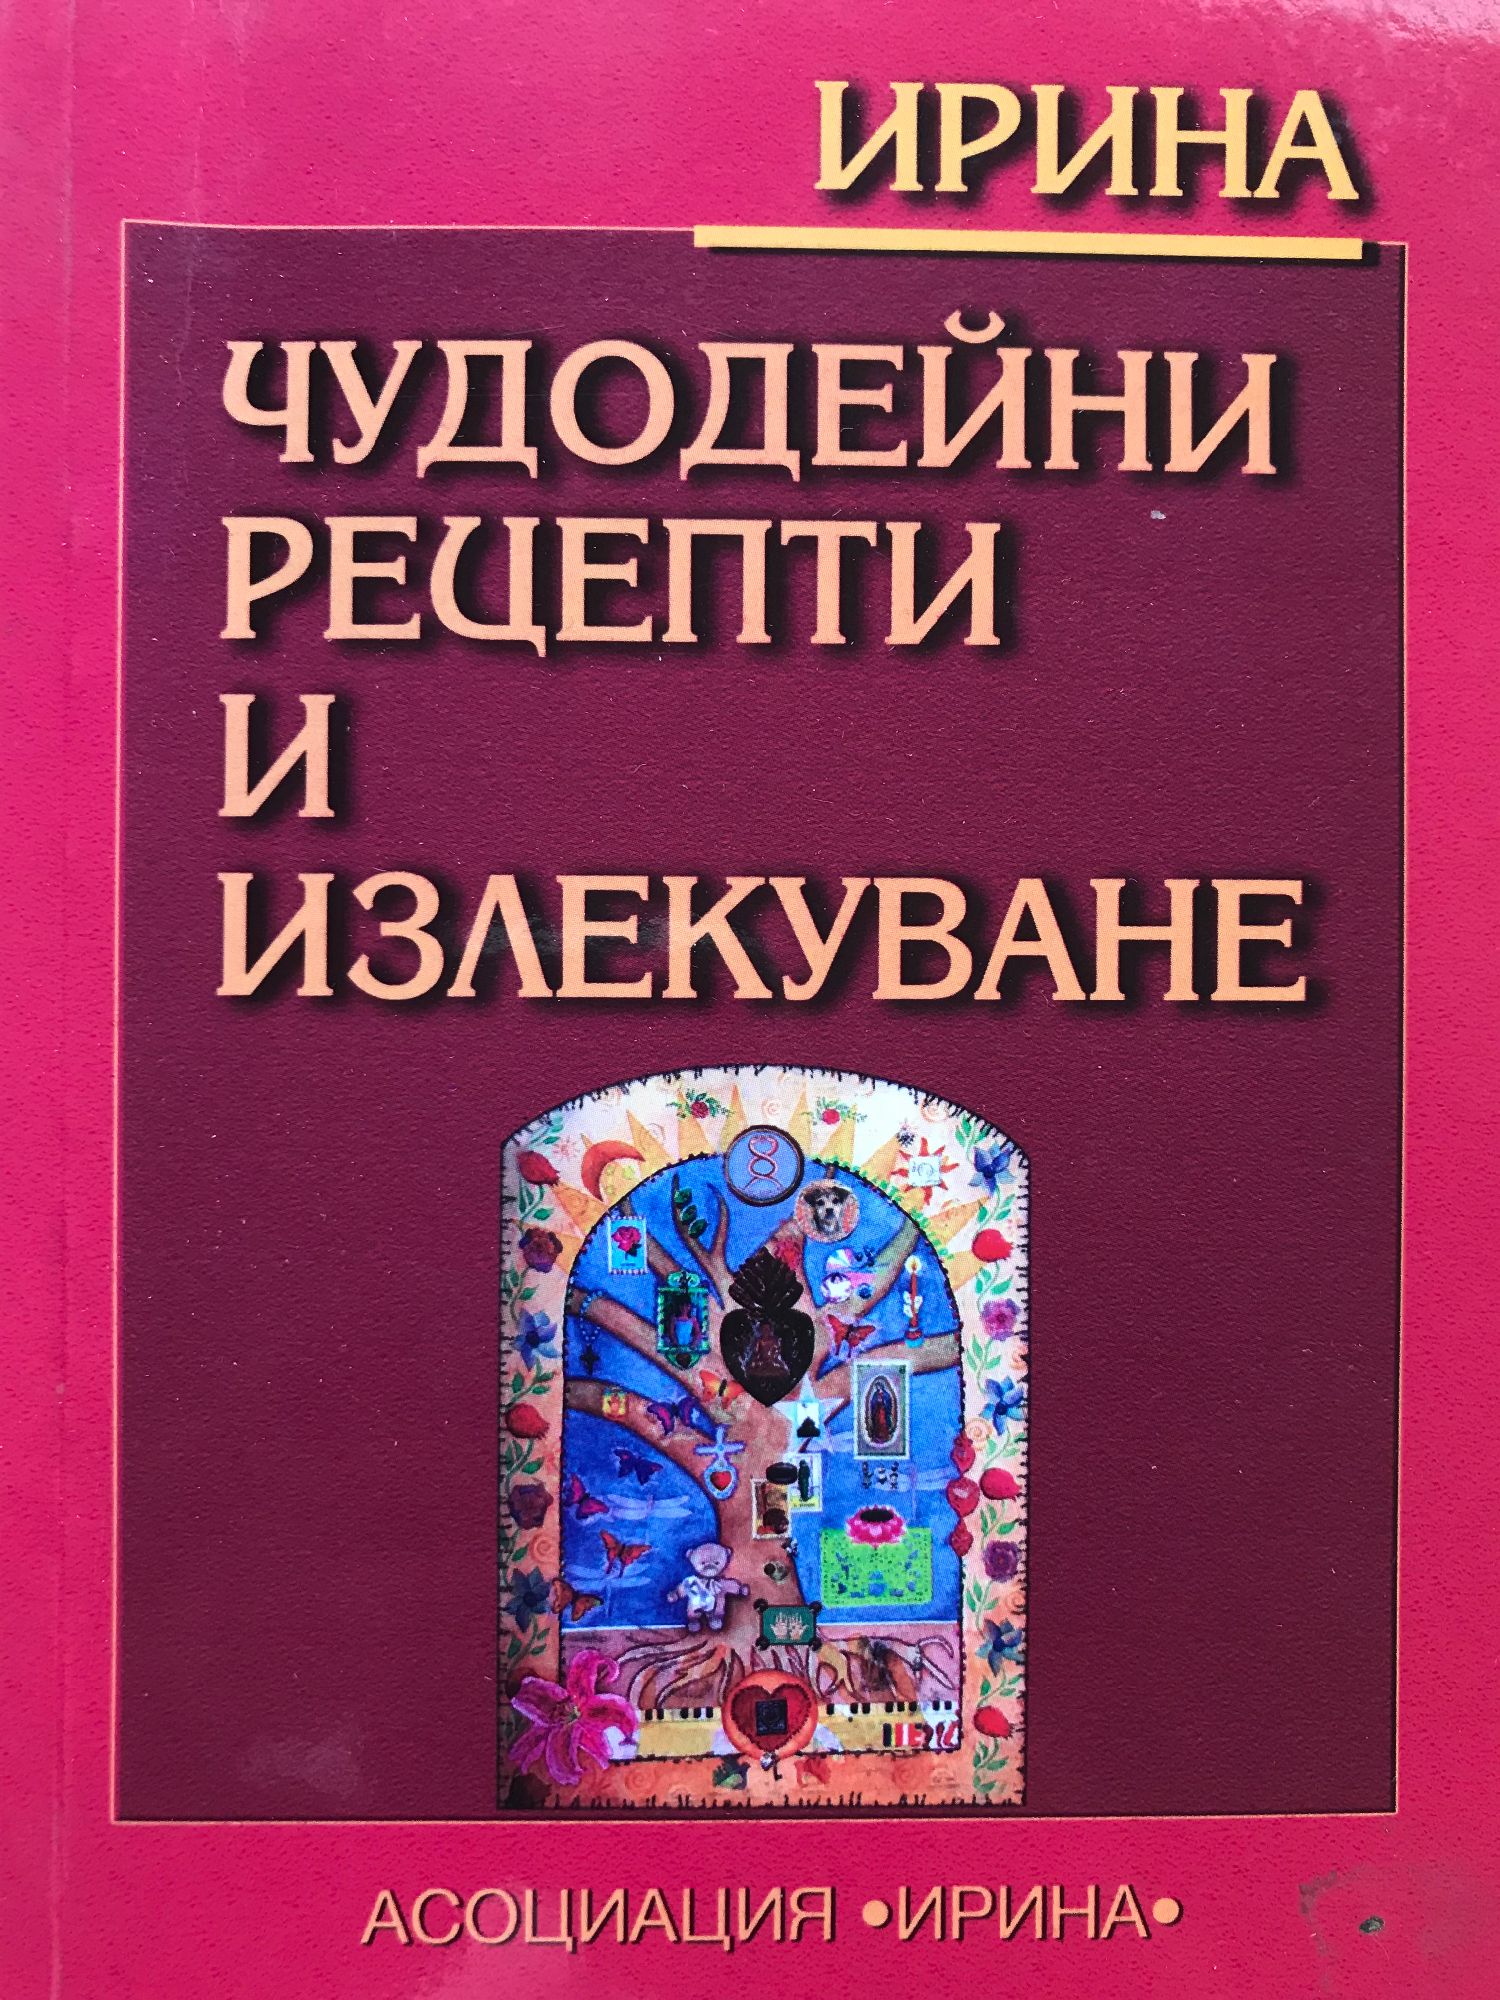 ИРИНА
ЧУДОДЕЙНИ
РЕЦЕПТИ
И
ИЗЛЕКУВАНЕ
АСОЦИАЦИЯ •ИРИНА•